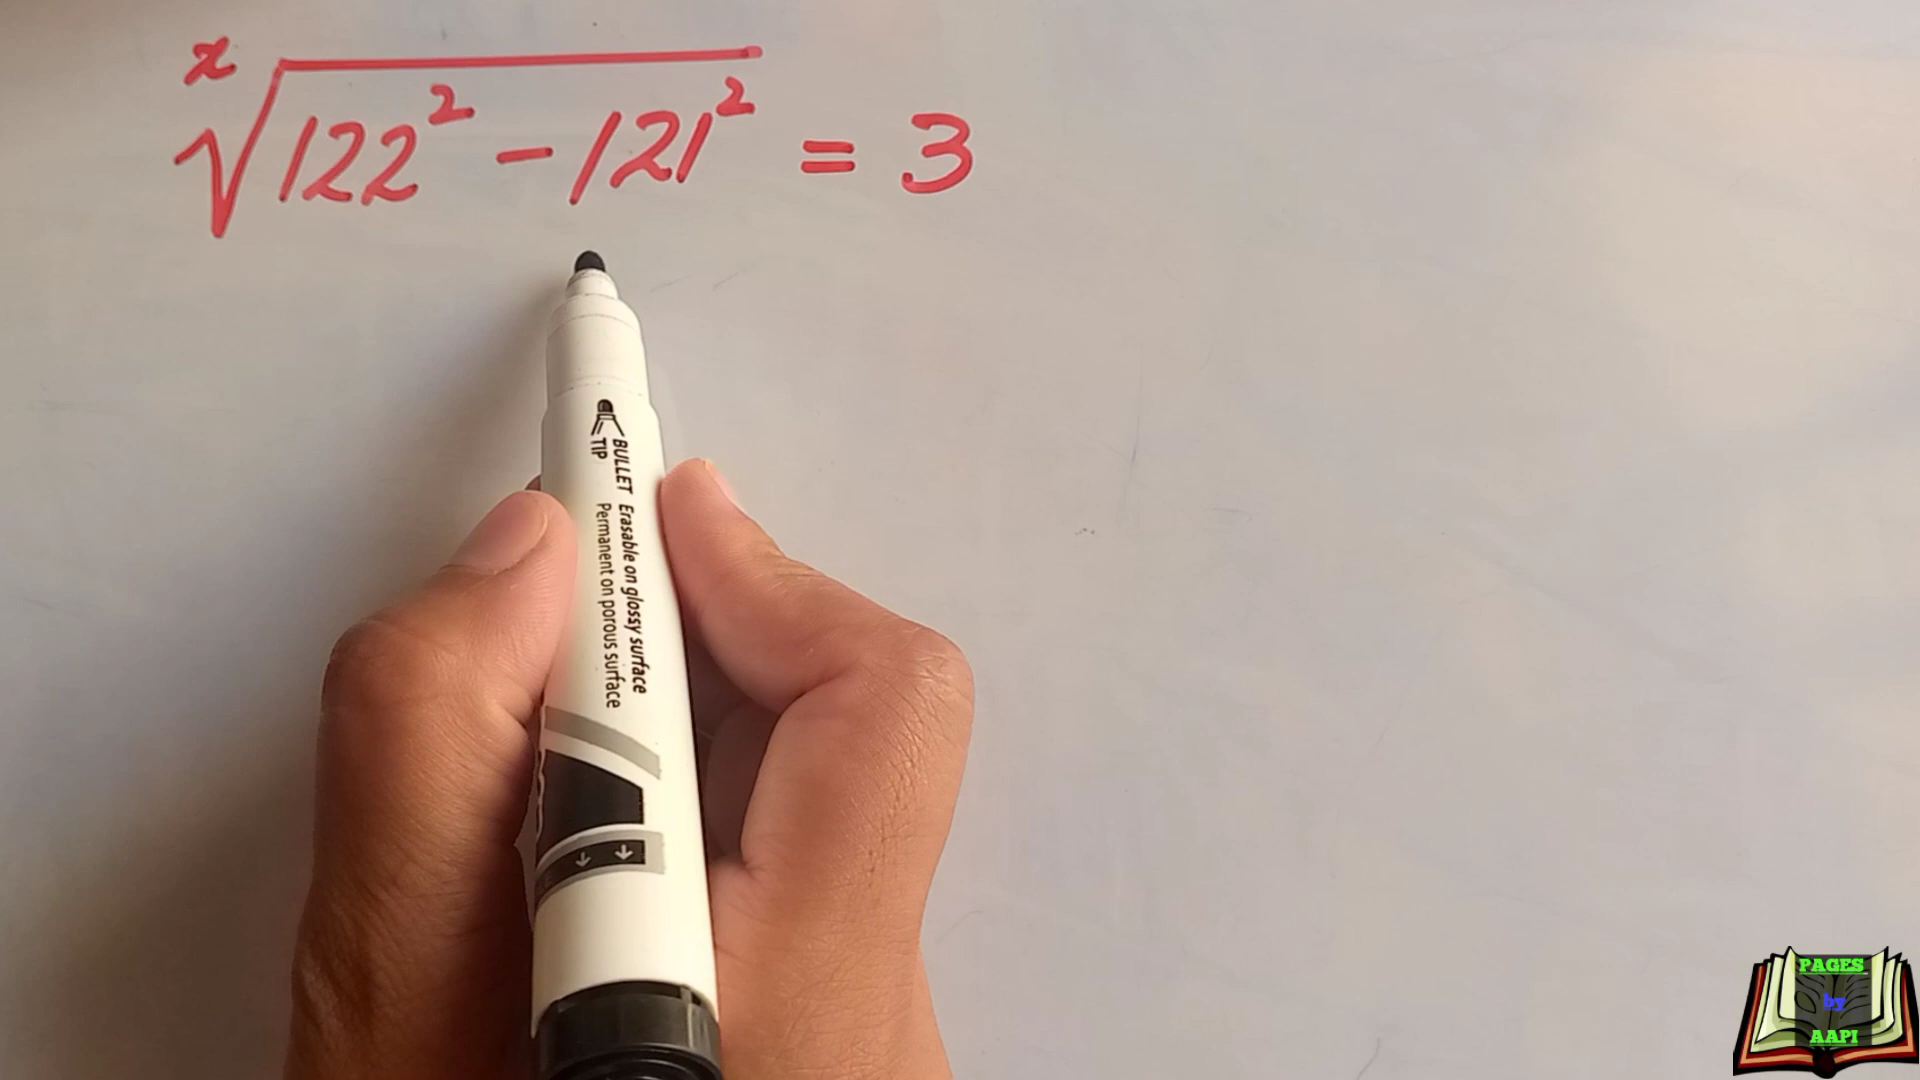 ˣ√(122² - 121²) = 3
BULLET TIP
Erasable on glossy surface
Permanent on porous surface
PAGES
by
AAPI